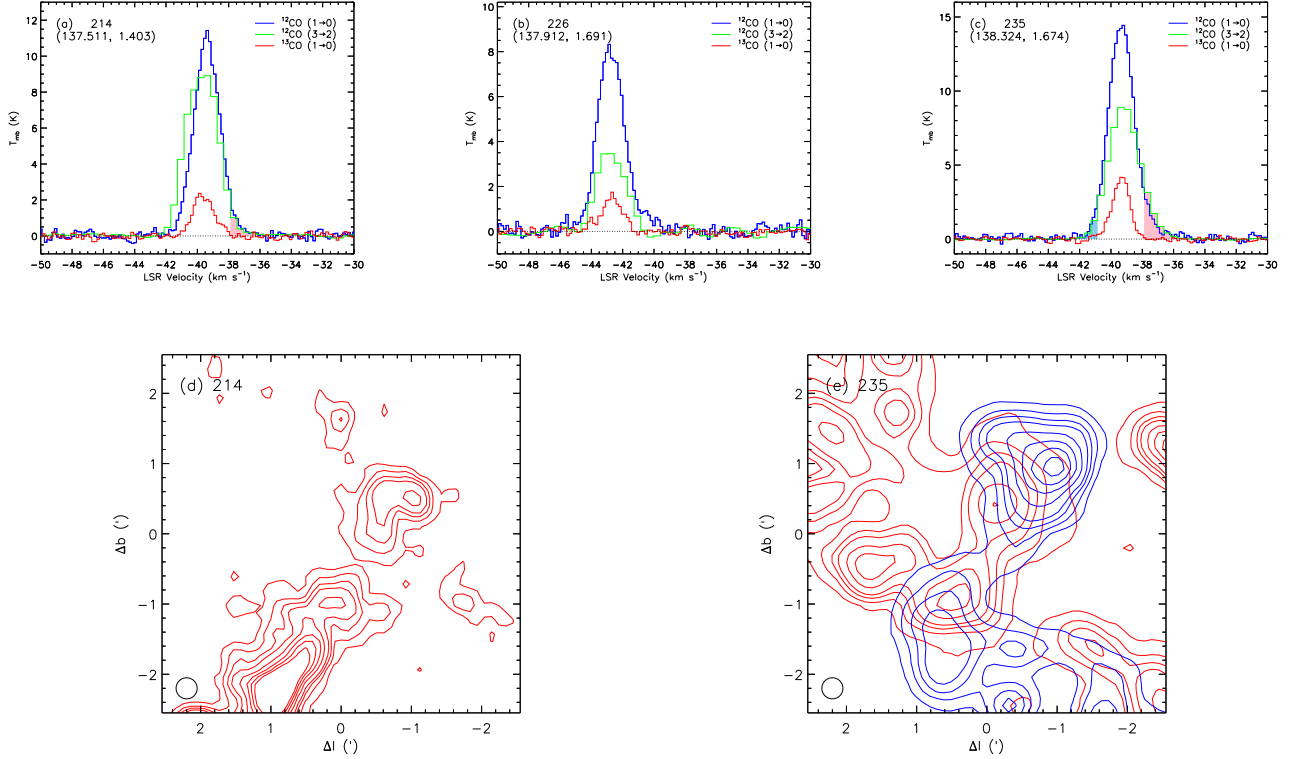 (a) 214
(137.511, 1.403)
¹²CO (1→0)
¹²CO (3→2)
¹³CO (1→0)
12
10
8
6
4
2
0
T_mb (K)
−50 −48 −46 −44 −42 −40 −38 −36 −34 −32 −30
LSR Velocity (km s⁻¹)
(b) 226
(137.912, 1.691)
¹²CO (1→0)
¹²CO (3→2)
¹³CO (1→0)
10
8
6
4
2
0
T_mb (K)
−50 −48 −46 −44 −42 −40 −38 −36 −34 −32 −30
LSR Velocity (km s⁻¹)
(c) 235
(138.324, 1.674)
¹²CO (1→0)
¹²CO (3→2)
¹³CO (1→0)
15
10
5
0
T_mb (K)
−50 −48 −46 −44 −42 −40 −38 −36 −34 −32 −30
LSR Velocity (km s⁻¹)
(d) 214
2
1
0
−1
−2
Δb (')
2 1 0 −1 −2
Δl (')
(e) 235
2
1
0
−1
−2
Δb (')
2 1 0 −1 −2
Δl (')